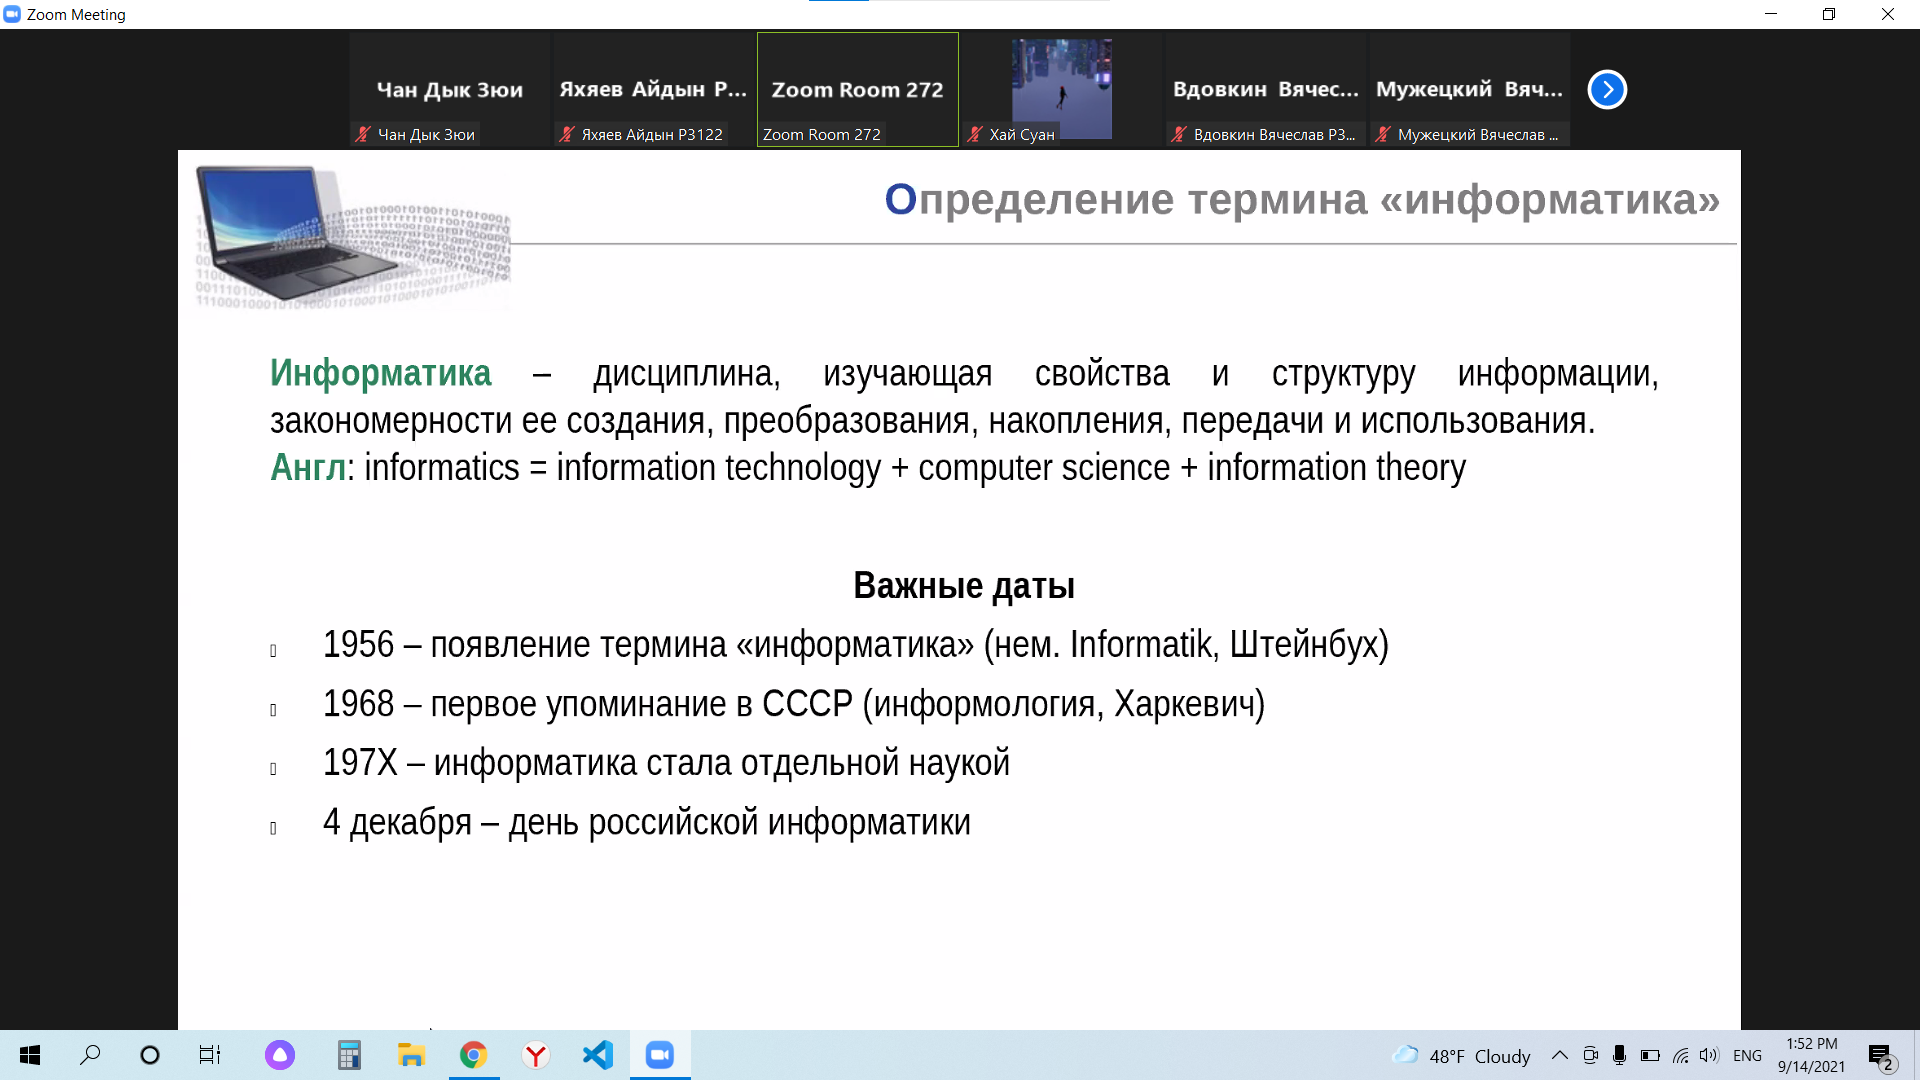 Zoom Meeting
Чан Дык Зюи
Яхяев Айдын Р...
Zoom Room 272
Вдовкин Вячес...
Мужецкий Вяч...
Чан Дык Зюи
Яхяев Айдын Р3122
Zoom Room 272
Хай Суан
Вдовкин Вячеслав Р3...
Мужецкий Вячеслав ...
Определение термина «информатика»
Информатика – дисциплина, изучающая свойства и структуру информации,
закономерности ее создания, преобразования, накопления, передачи и использования.
Англ: informatics = information technology + computer science + information theory
Важные даты
1956 – появление термина «информатика» (нем. Informatik, Штейнбух)
1968 – первое упоминание в СССР (информология, Харкевич)
197X – информатика стала отдельной наукой
4 декабря – день российской информатики
48°F Cloudy
ENG
1:52 PM
9/14/2021
2